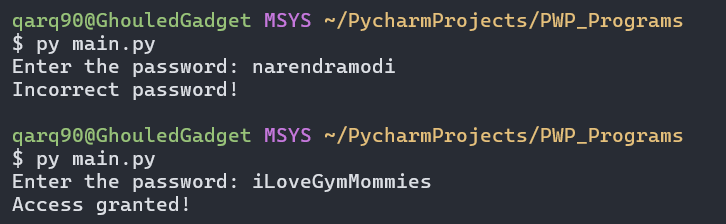 qarq90@GhouledGadget MSYS ~/PycharmProjects/PWP_Programs
$ py main.py
Enter the password: narendramodi
Incorrect password!
qarq90@GhouledGadget MSYS ~/PycharmProjects/PWP_Programs
$ py main.py
Enter the password: iLoveGymMommies
Access granted!